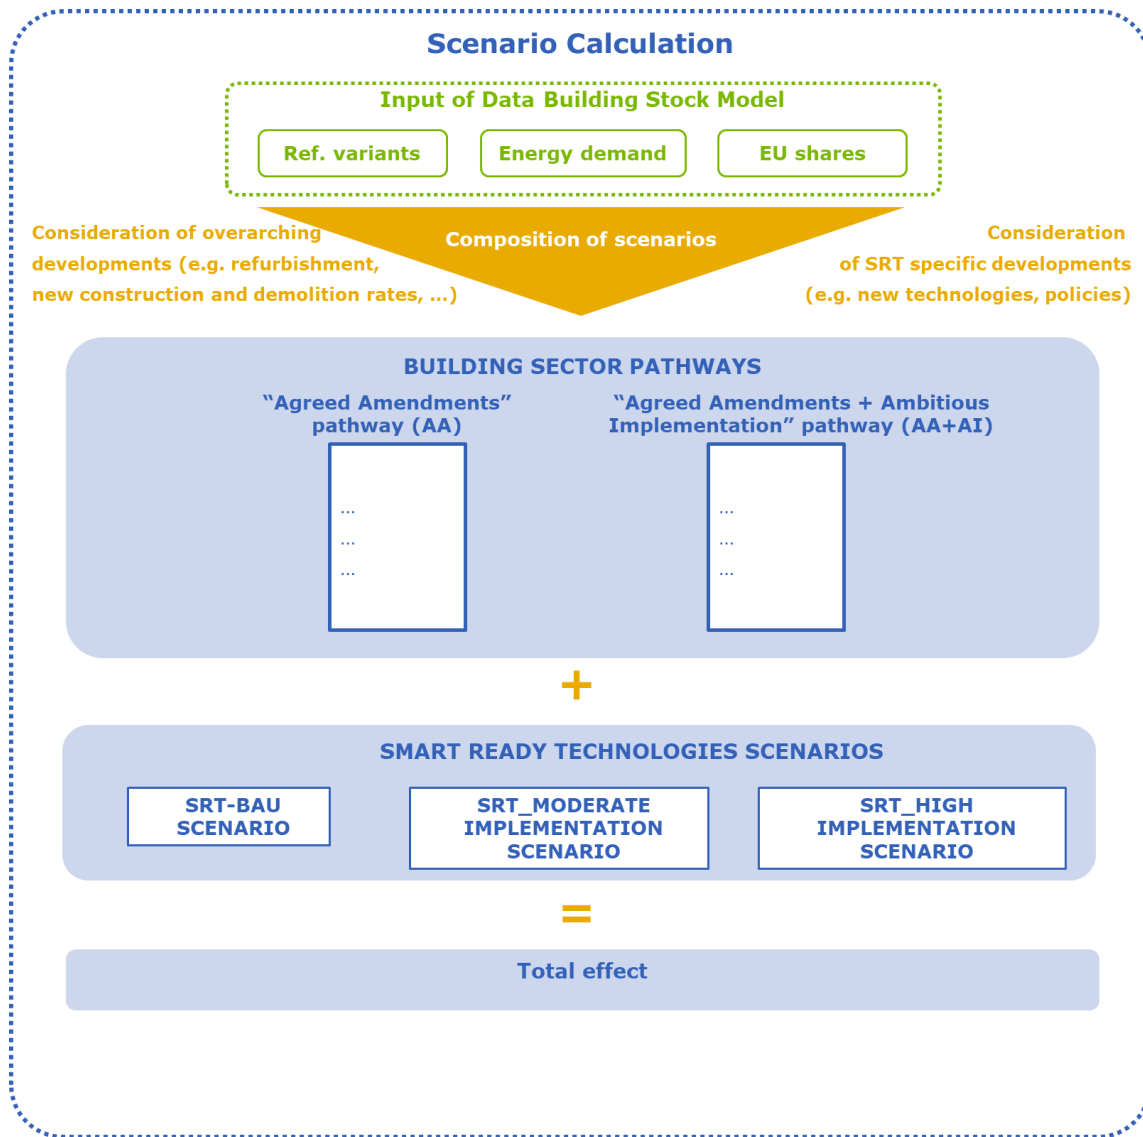 Scenario Calculation
Input of Data Building Stock Model
Ref. variants
Energy demand
EU shares
Composition of scenarios
Consideration of overarching
developments (e.g. refurbishment,
new construction and demolition rates, ...)
Consideration
of SRT specific developments
(e.g. new technologies, policies)
BUILDING SECTOR PATHWAYS
“Agreed Amendments”
pathway (AA)
...
...
...
“Agreed Amendments + Ambitious
Implementation” pathway (AA+AI)
...
...
...
+
SMART READY TECHNOLOGIES SCENARIOS
SRT-BAU
SCENARIO
SRT_MODERATE
IMPLEMENTATION
SCENARIO
SRT_HIGH
IMPLEMENTATION
SCENARIO
=
Total effect